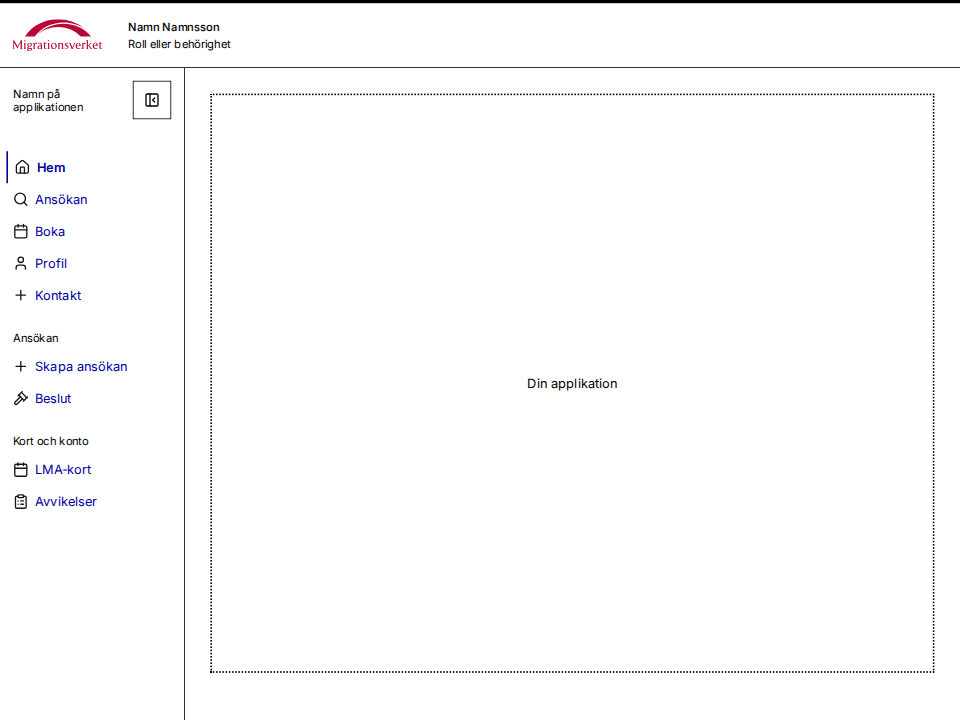 Migrationsverket
Namn Namnsson
Roll eller behörighet
Namn på
applikationen
Hem
Ansökan
Boka
Profil
Kontakt
Ansökan
Skapa ansökan
Beslut
Kort och konto
LMA-kort
Avvikelser
Din applikation